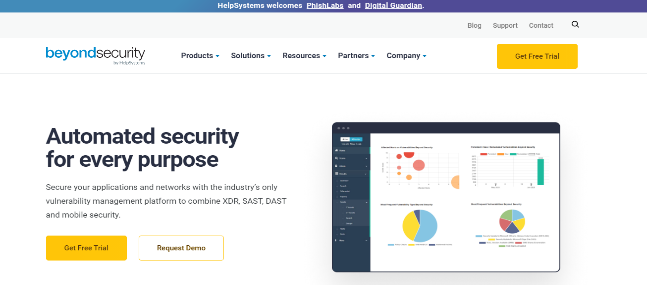 HelpSystems welcomes PhishLabs and Digital Guardian.
Blog Support Contact
beyondsecurity
by HelpSystems
Products Solutions Resources Partners Company
Get Free Trial
Automated security
for every purpose
Secure your applications and networks with the industry's only
vulnerability management platform to combine XDR, SAST, DAST
and mobile security.
Get Free Trial Request Demo